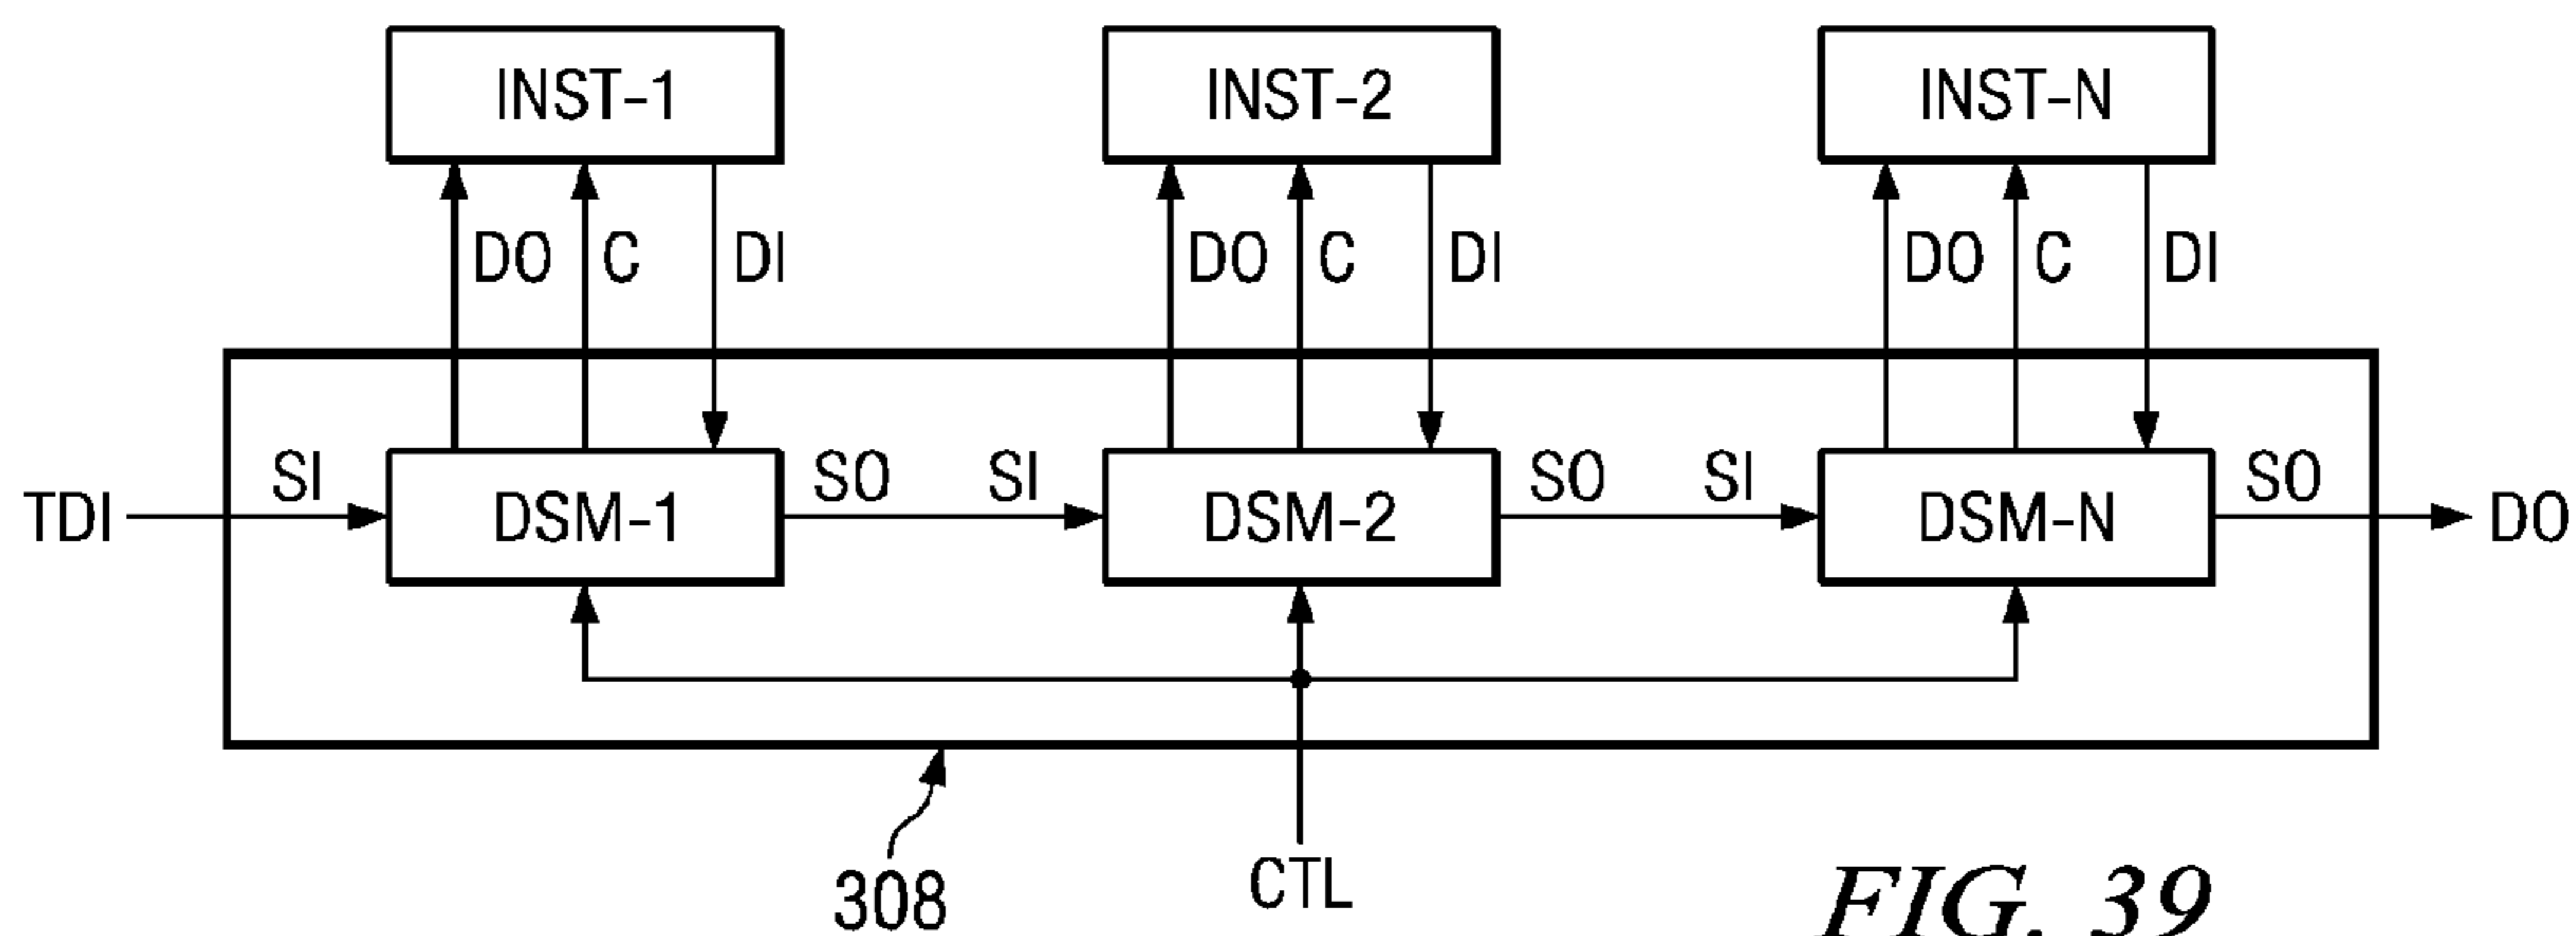 INST-1 INST-2 INST-N
DO C DI DO C DI DO C DI
TDI SI DSM-1 SO SI DSM-2 SO SI DSM-N SO DO
308 CTL
FIG. 39